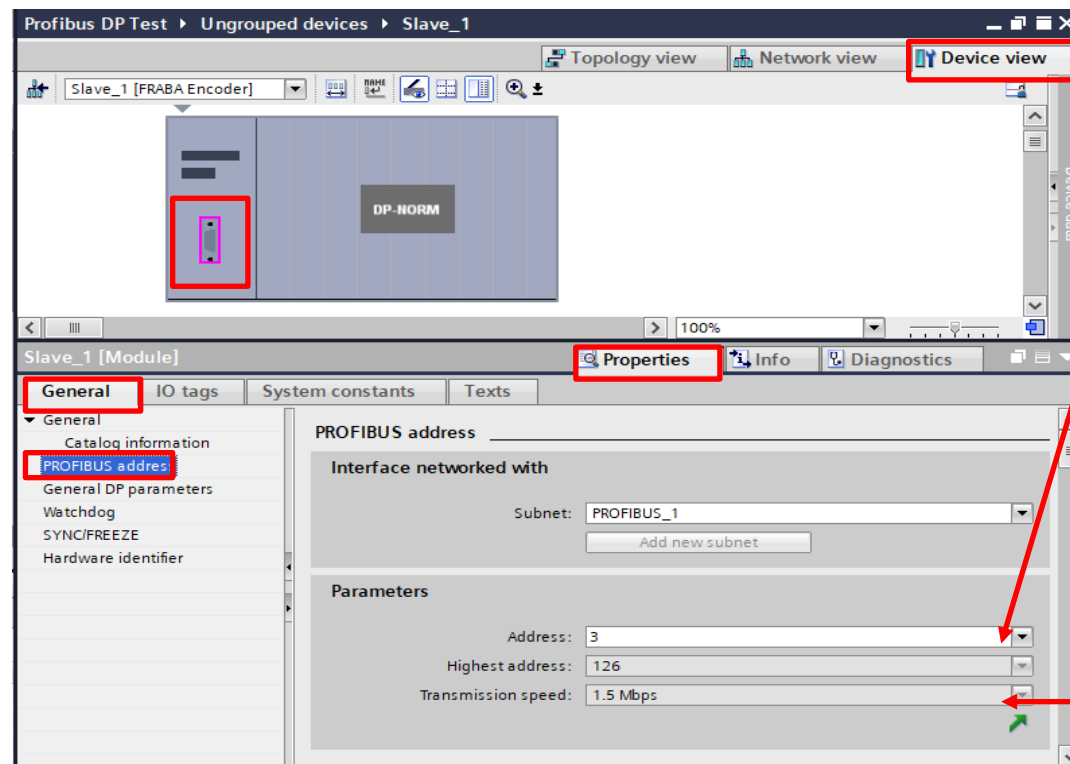 Profibus DP Test ▸ Ungrouped devices ▸ Slave_1
Topology view Network view Device view
Slave_1 [FRABA Encoder]
DP-NORM
100%
Slave_1 [Module]
Properties Info Diagnostics
General IO tags System constants Texts
General
Catalog information
PROFIBUS address
General DP parameters
Watchdog
SYNC/FREEZE
Hardware identifier
PROFIBUS address
Interface networked with
Subnet: PROFIBUS_1
Add new subnet
Parameters
Address: 3
Highest address: 126
Transmission speed: 1.5 Mbps